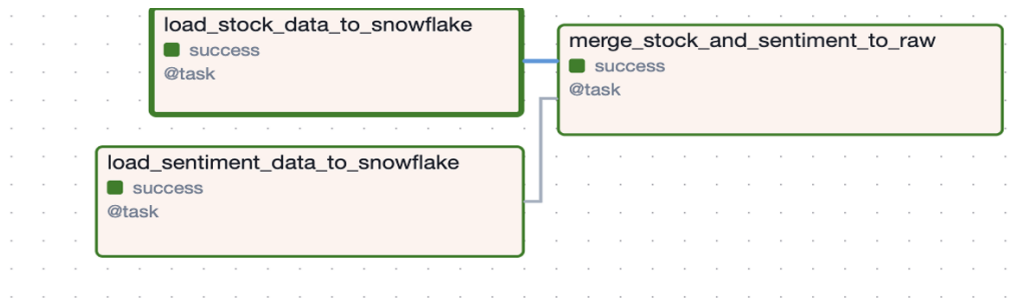 load_stock_data_to_snowflake
success
@task
merge_stock_and_sentiment_to_raw
success
@task
load_sentiment_data_to_snowflake
success
@task